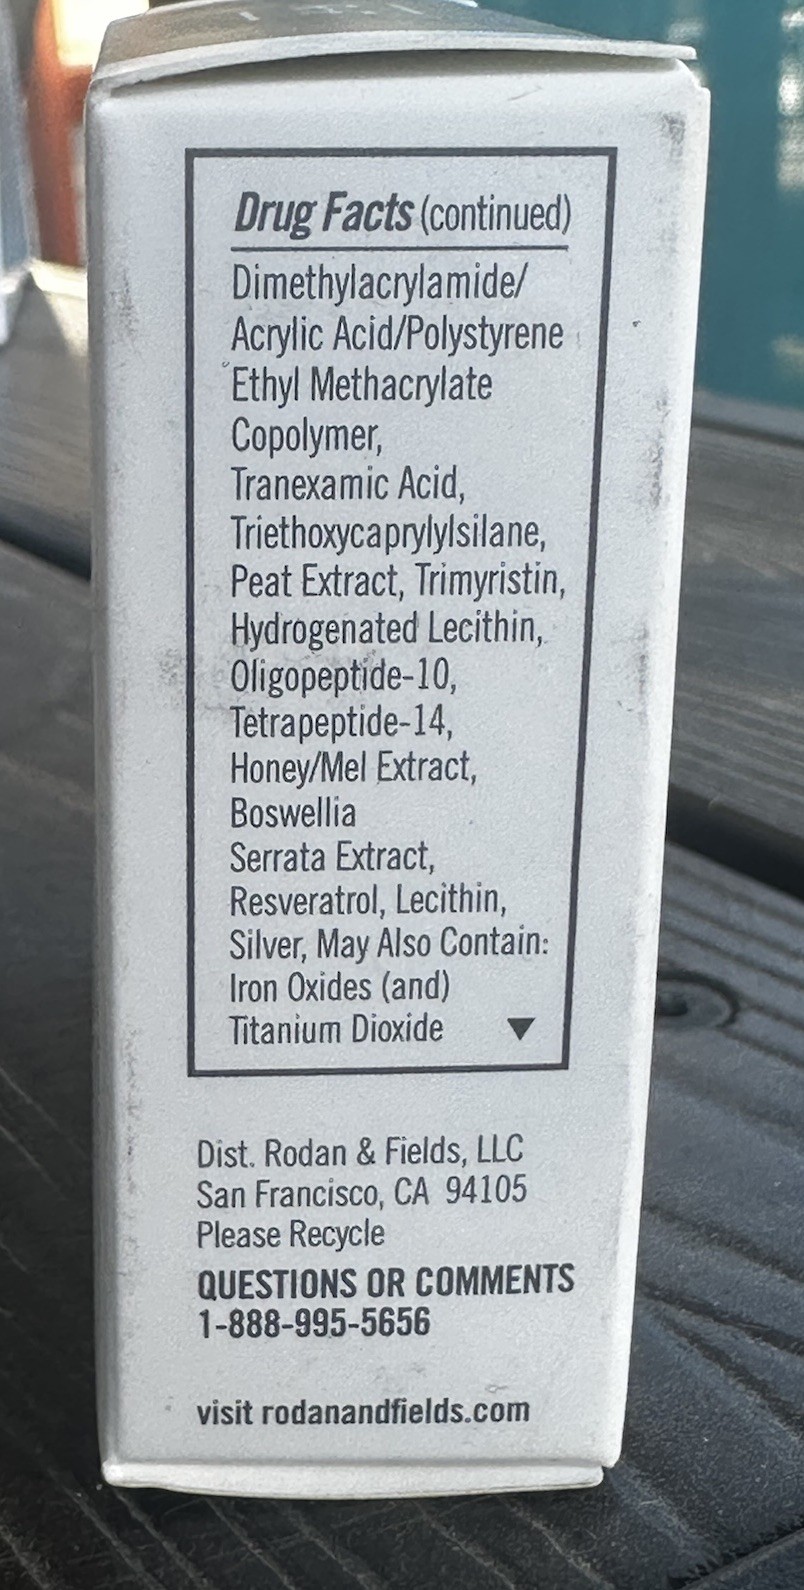 Drug Facts (continued)
Dimethylacrylamide/
Acrylic Acid/Polystyrene
Ethyl Methacrylate
Copolymer,
Tranexamic Acid,
Triethoxycaprylylsilane,
Peat Extract, Trimyristin,
Hydrogenated Lecithin,
Oligopeptide-10,
Tetrapeptide-14,
Honey/Mel Extract,
Boswellia
Serrata Extract,
Resveratrol, Lecithin,
Silver, May Also Contain:
Iron Oxides (and)
Titanium Dioxide ▼
Dist. Rodan & Fields, LLC
San Francisco, CA 94105
Please Recycle
QUESTIONS OR COMMENTS
1-888-995-5656
visit rodanandfields.com